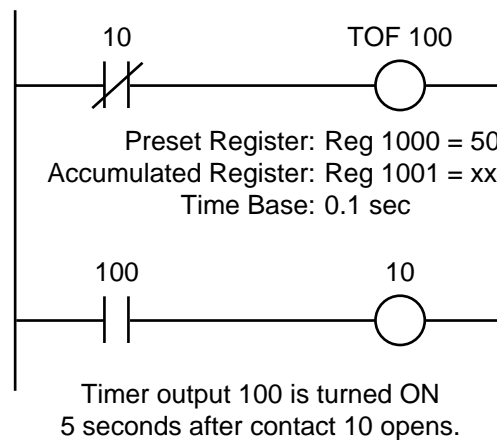 10 TOF 100
Preset Register: Reg 1000 = 50
Accumulated Register: Reg 1001 = xx
Time Base: 0.1 sec
100 10
Timer output 100 is turned ON
5 seconds after contact 10 opens.